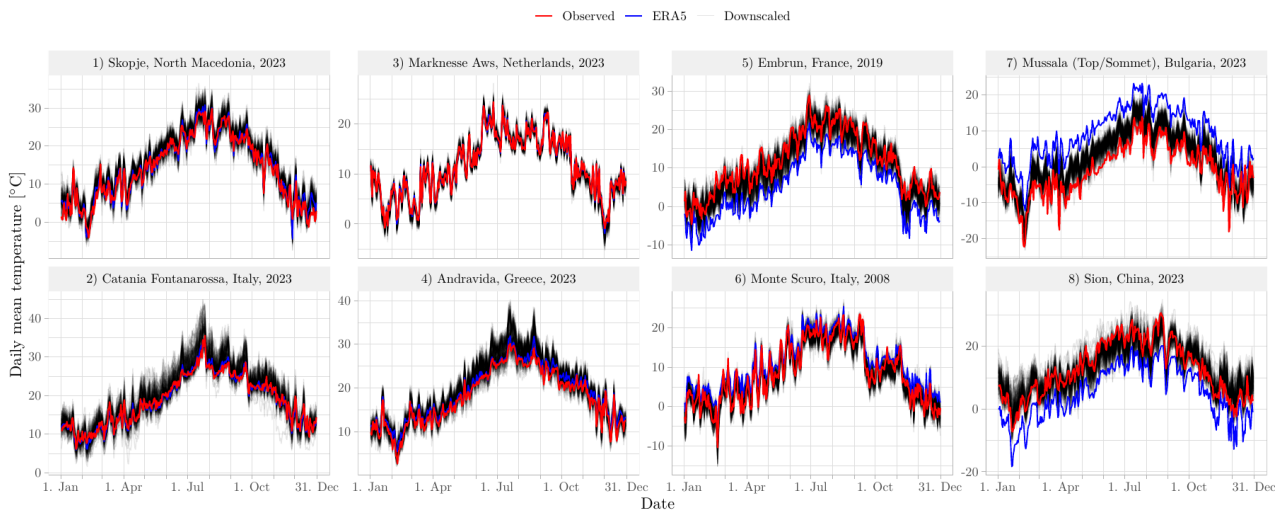 Observed ERA5 Downscaled
1) Skopje, North Macedonia, 2023
3) Marknesse Aws, Netherlands, 2023
5) Embrun, France, 2019
7) Mussala (Top/Sommet), Bulgaria, 2023
30
20
10
0
20
10
0
30
20
10
0
-10
20
10
0
-10
-20
Daily mean temperature [°C]
2) Catania Fontanarossa, Italy, 2023
4) Andravida, Greece, 2023
6) Monte Scuro, Italy, 2008
8) Sion, China, 2023
40
30
20
10
0
40
30
20
10
20
10
0
-10
20
0
-20
1. Jan 1. Apr 1. Jul 1. Oct 31. Dec
1. Jan 1. Apr 1. Jul 1. Oct 31. Dec
1. Jan 1. Apr 1. Jul 1. Oct 31. Dec
1. Jan 1. Apr 1. Jul 1. Oct 31. Dec
Date